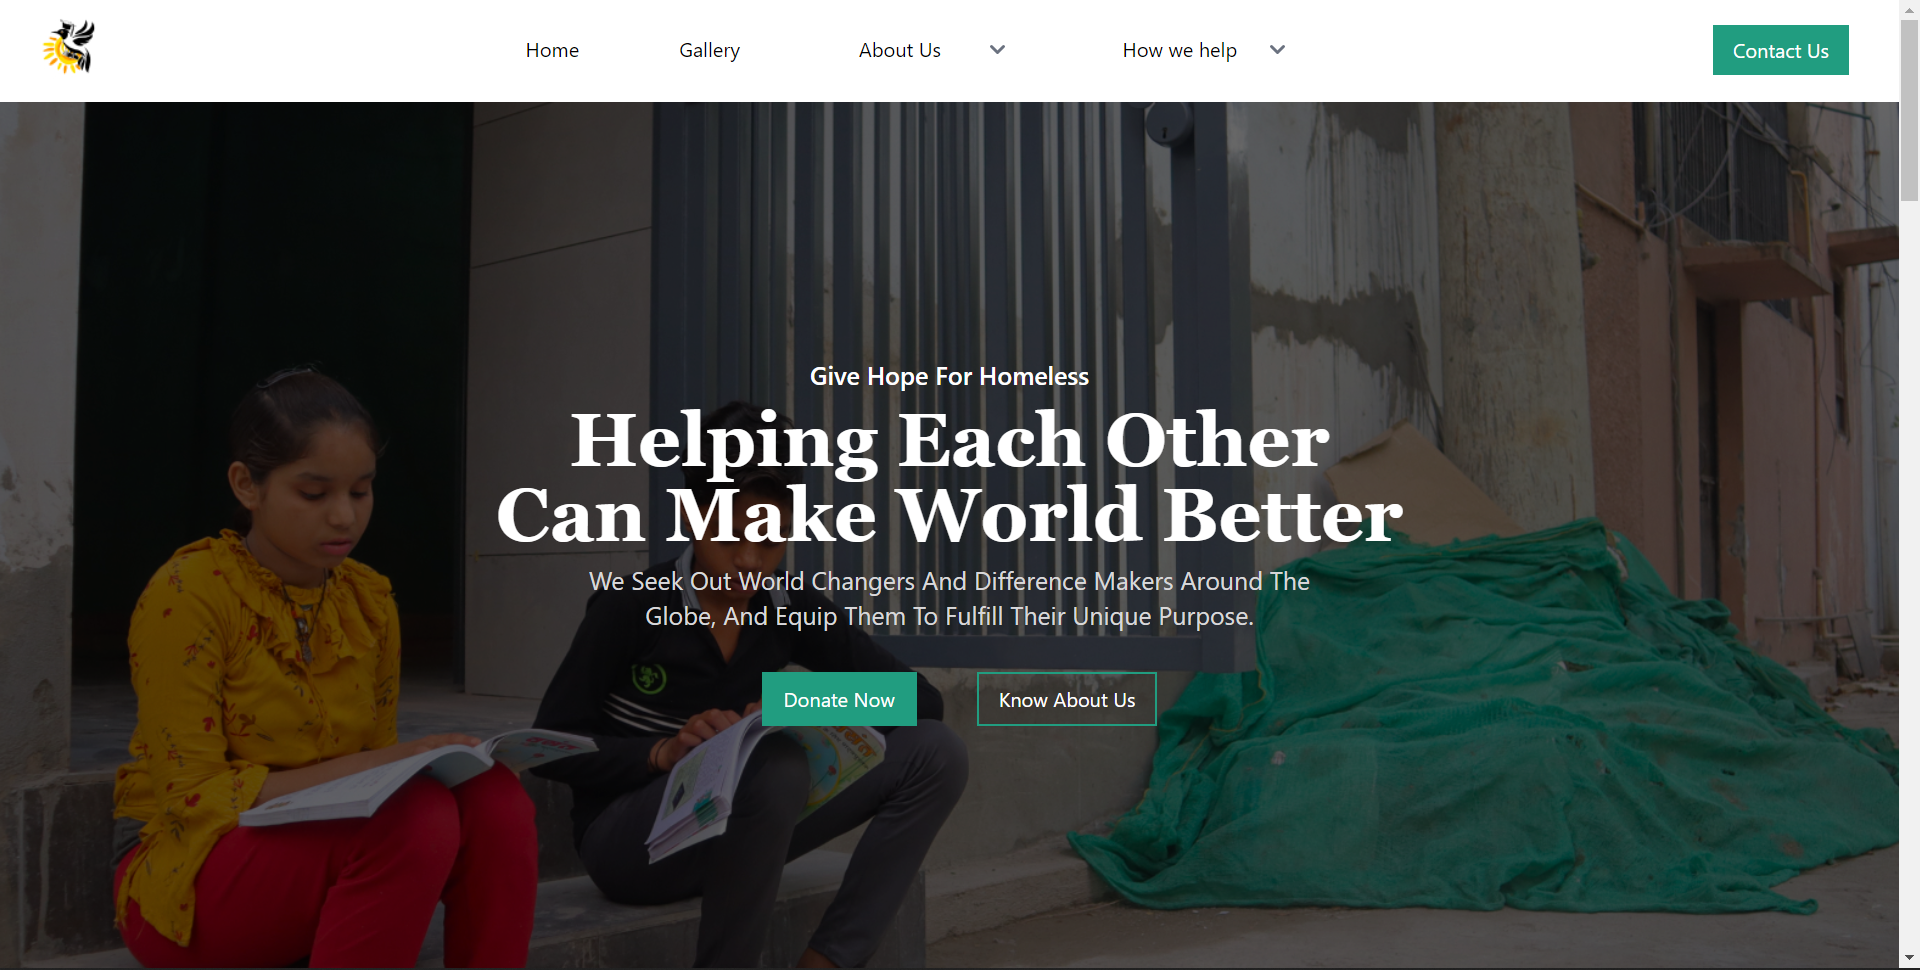 Home
Gallery
About Us
How we help
Contact Us
Give Hope For Homeless
Helping Each Other
Can Make World Better
We Seek Out World Changers And Difference Makers Around The
Globe, And Equip Them To Fulfill Their Unique Purpose.
Donate Now
Know About Us